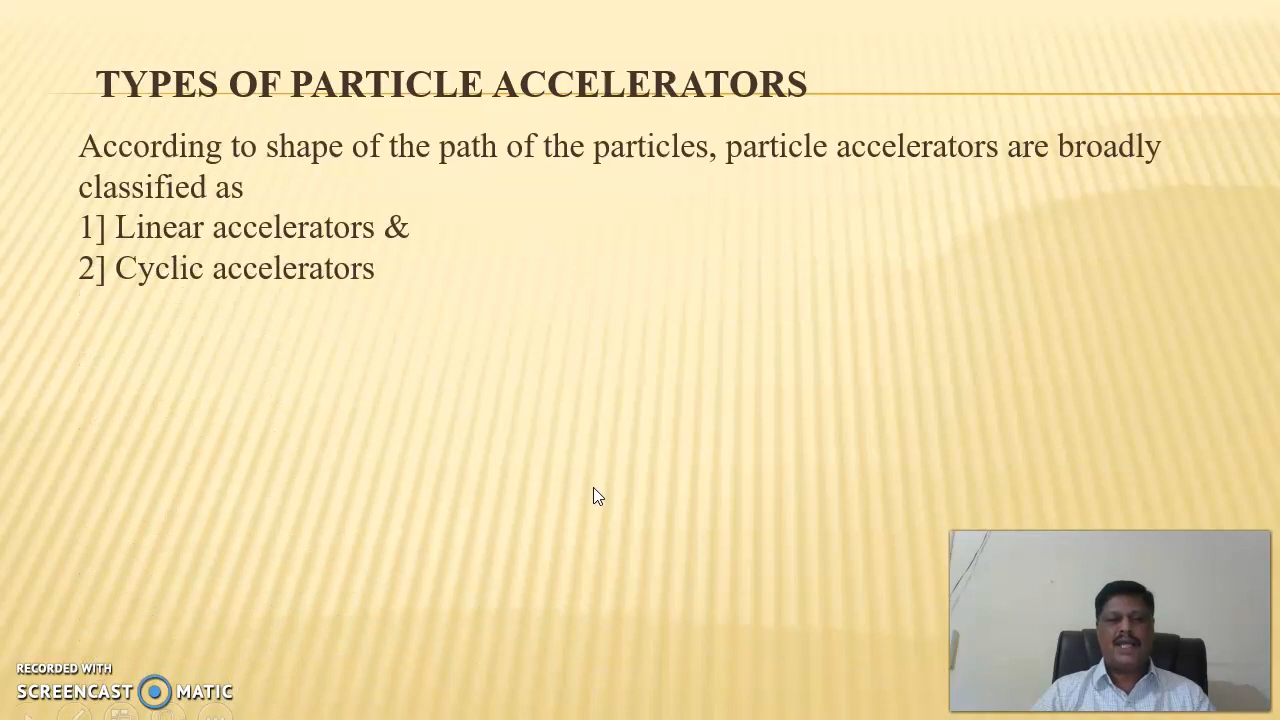 TYPES OF PARTICLE ACCELERATORS
According to shape of the path of the particles, particle accelerators are broadly
classified as
1] Linear accelerators &
2] Cyclic accelerators
RECORDED WITH
SCREENCAST MATIC